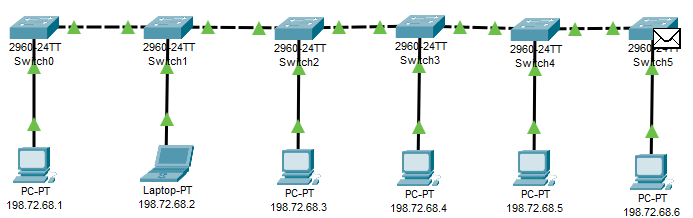 2960-24TT
Switch0
2960-24TT
Switch1
2960-24TT
Switch2
2960-24TT
Switch3
2960-24TT
Switch4
2960-24TT
Switch5
PC-PT
198.72.68.1
Laptop-PT
198.72.68.2
PC-PT
198.72.68.3
PC-PT
198.72.68.4
PC-PT
198.72.68.5
PC-PT
198.72.68.6